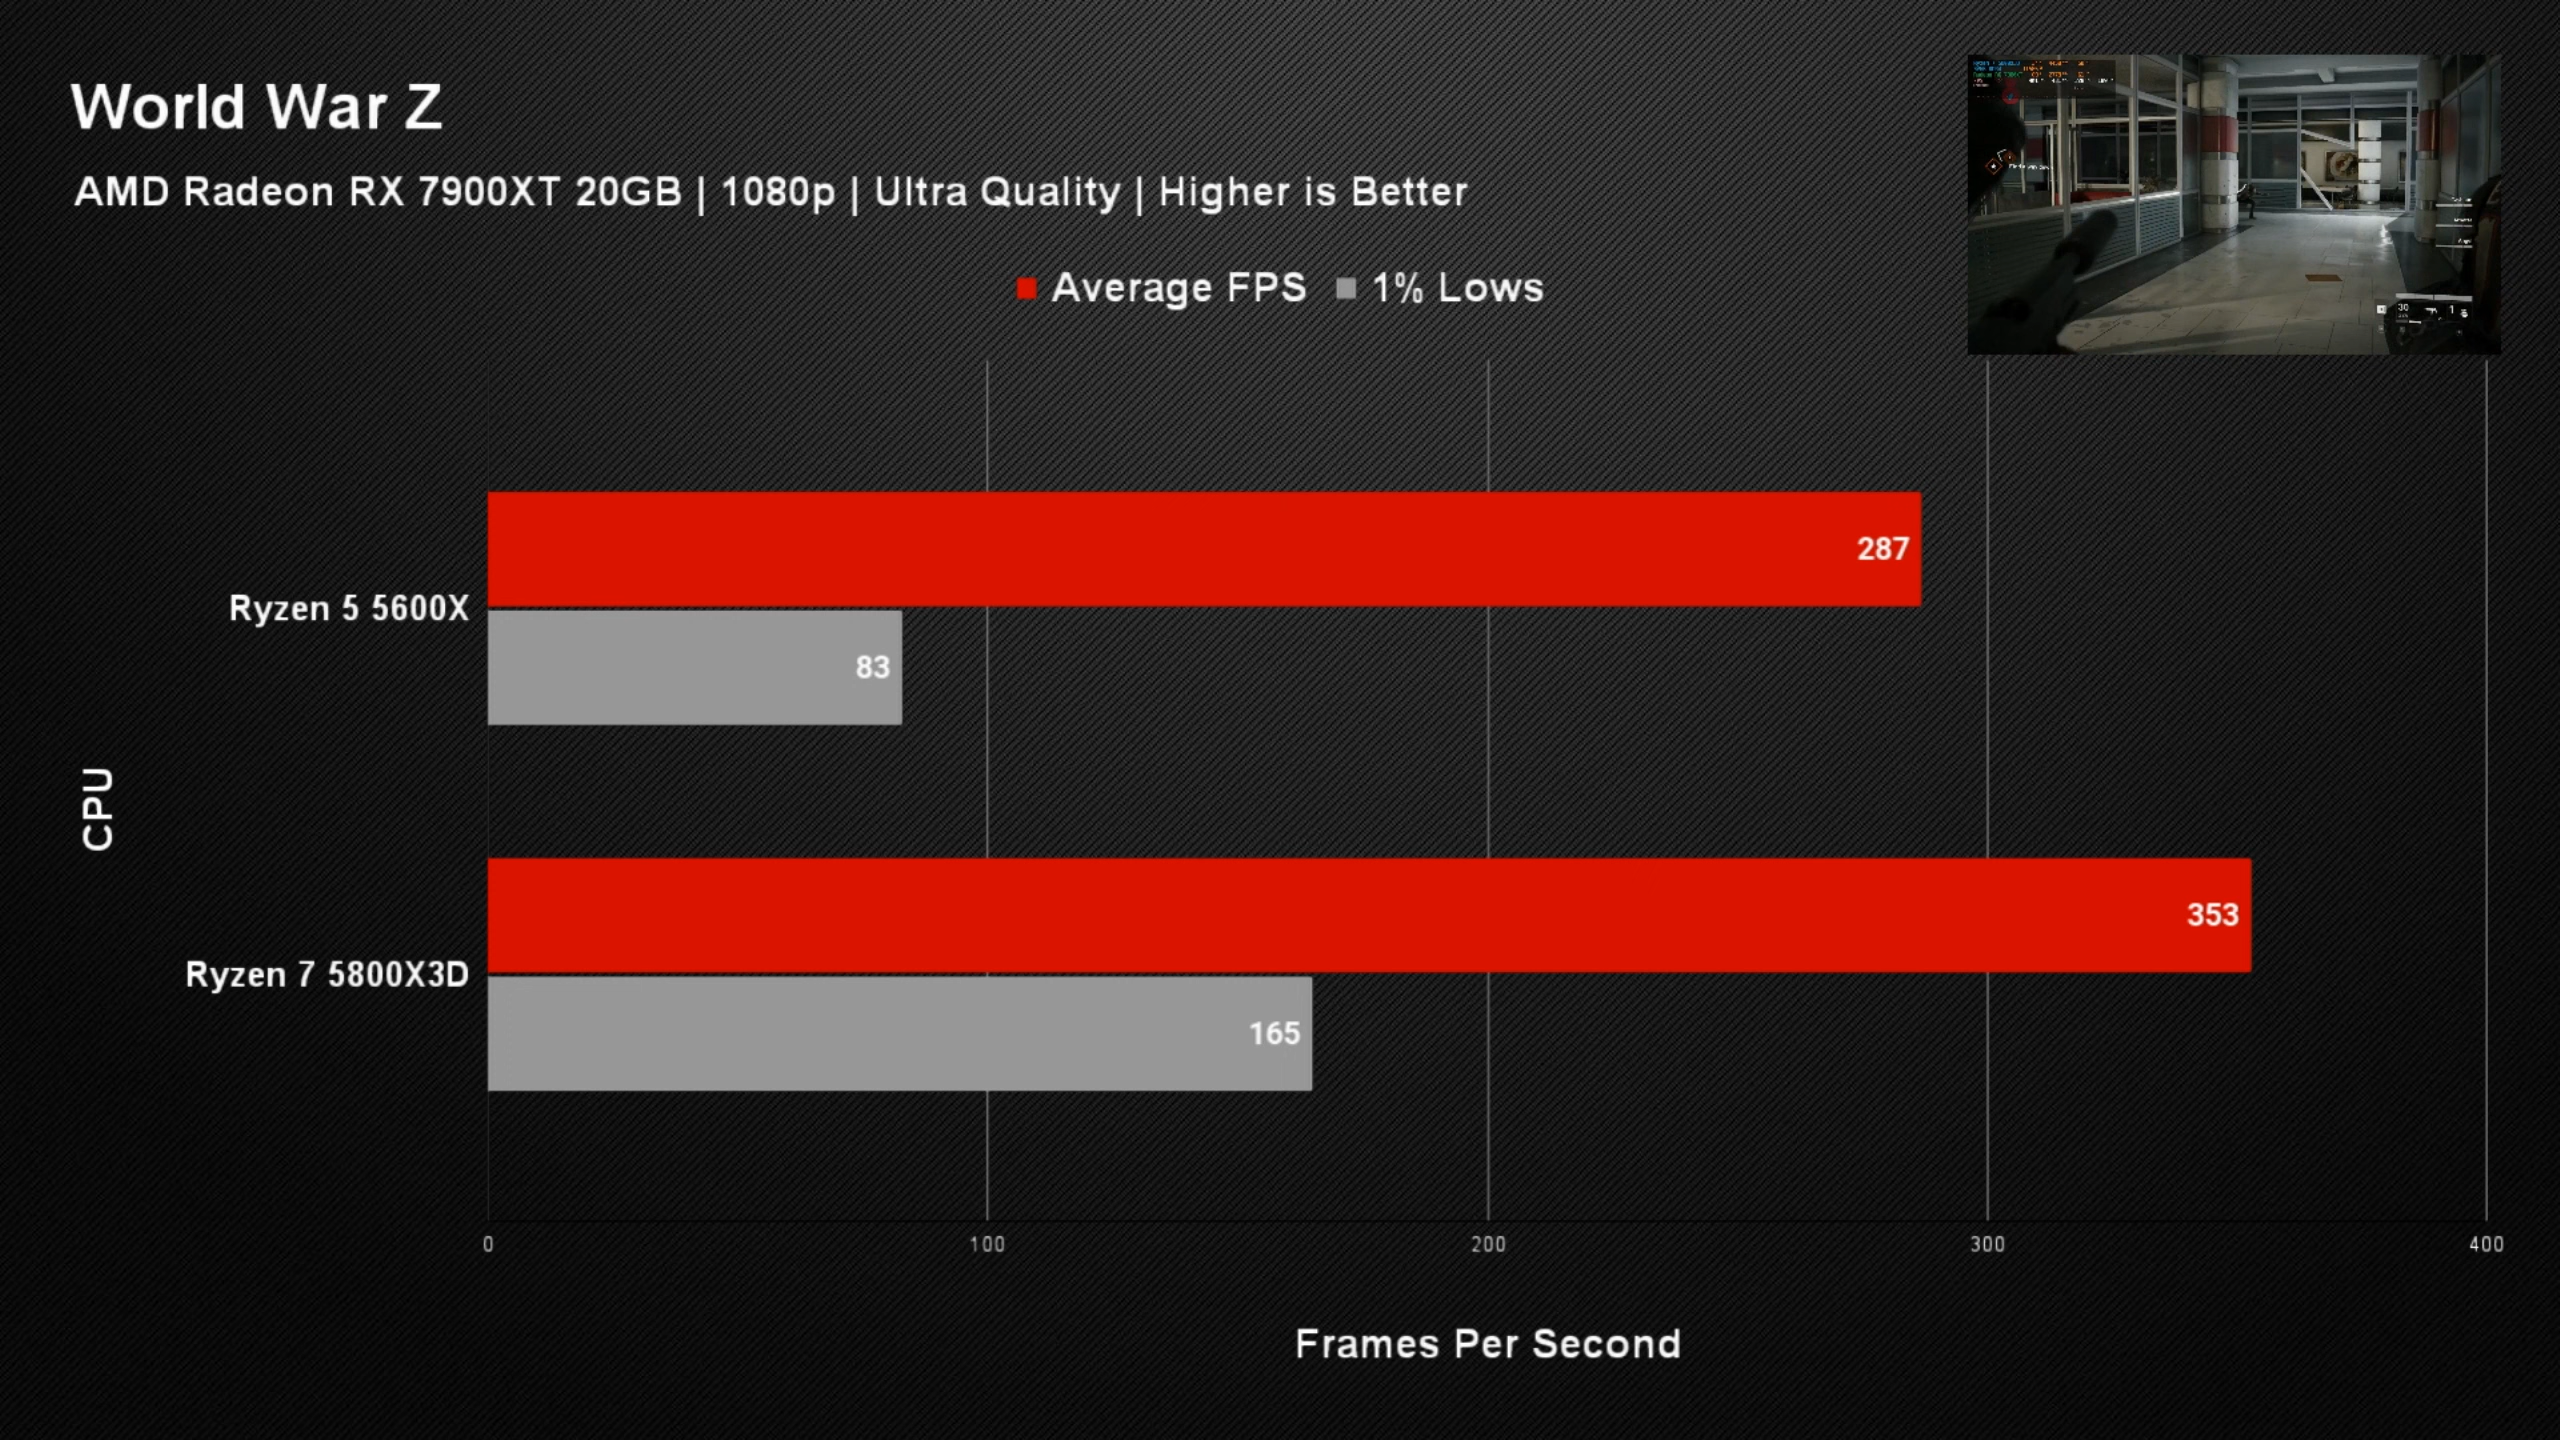 World War Z
AMD Radeon RX 7900XT 20GB | 1080p | Ultra Quality | Higher is Better
Average FPS 1% Lows
287
Ryzen 5 5600X
83
CPU
353
Ryzen 7 5800X3D
165
0 100 200 300 400
Frames Per Second